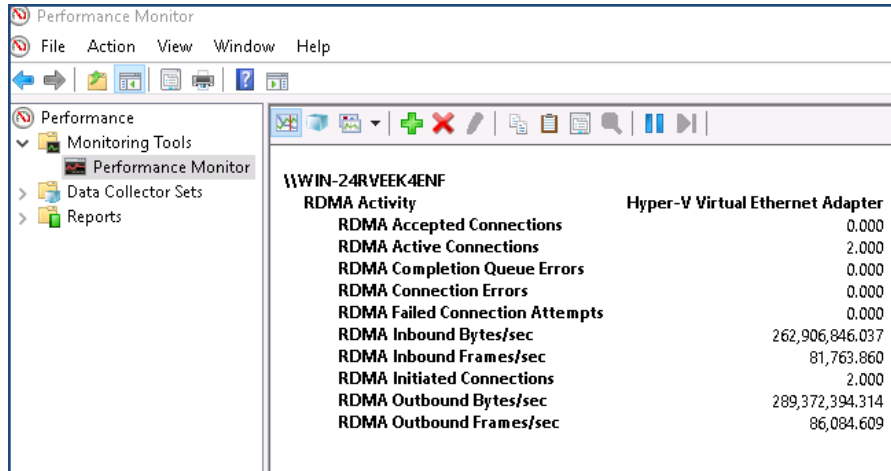 Performance Monitor
File Action View Window Help
Performance
Monitoring Tools
Performance Monitor
Data Collector Sets
Reports
\\WIN-24RVEEK4ENF
RDMA Activity Hyper-V Virtual Ethernet Adapter
RDMA Accepted Connections 0.000
RDMA Active Connections 2.000
RDMA Completion Queue Errors 0.000
RDMA Connection Errors 0.000
RDMA Failed Connection Attempts 0.000
RDMA Inbound Bytes/sec 262,906,846.037
RDMA Inbound Frames/sec 81,763.860
RDMA Initiated Connections 2.000
RDMA Outbound Bytes/sec 289,372,394.314
RDMA Outbound Frames/sec 86,084.609